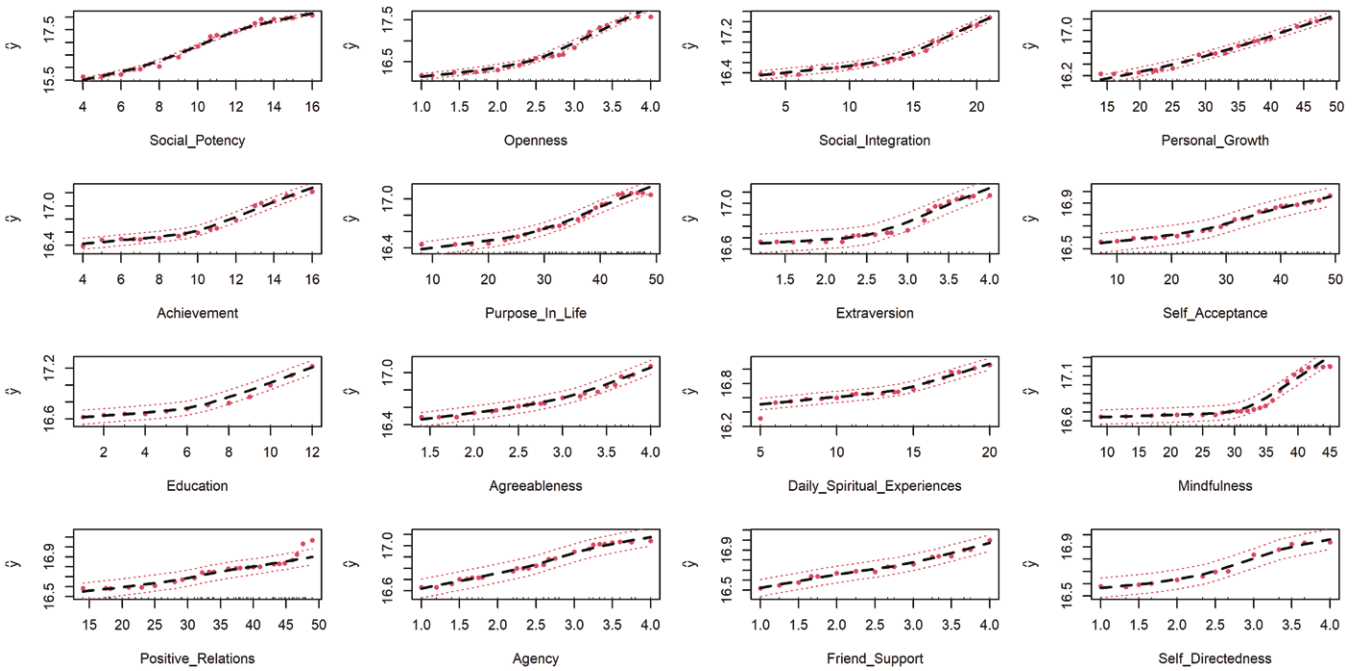 ŷ 15.5 16.5 17.5 4 6 8 10 12 14 16 Social_Potency
ŷ 16.5 1.0 1.5 2.0 2.5 3.0 3.5 4.0 Openness
ŷ 16.4 17.2 5 10 15 20 Social_Integration
ŷ 16.2 17.0 15 20 25 30 35 40 45 50 Personal_Growth
ŷ 16.4 17.0 4 6 8 10 12 14 16 Achievement
ŷ 16.4 17.0 10 20 30 40 50 Purpose_In_Life
ŷ 16.6 17.0 1.5 2.0 2.5 3.0 3.5 4.0 Extraversion
ŷ 16.5 16.9 10 20 30 40 50 Self_Acceptance
ŷ 16.6 17.2 2 4 6 8 10 12 Education
ŷ 16.4 17.0 1.5 2.0 2.5 3.0 3.5 4.0 Agreeableness
ŷ 16.2 16.8 5 10 15 20 Daily_Spiritual_Experiences
ŷ 16.6 17.1 10 15 20 25 30 35 40 45 Mindfulness
ŷ 16.5 16.9 15 20 25 30 35 40 45 50 Positive_Relations
ŷ 16.6 17.0 1.0 1.5 2.0 2.5 3.0 3.5 4.0 Agency
ŷ 16.5 16.9 1.0 1.5 2.0 2.5 3.0 3.5 4.0 Friend_Support
ŷ 16.5 16.9 1.0 1.5 2.0 2.5 3.0 3.5 4.0 Self_Directedness